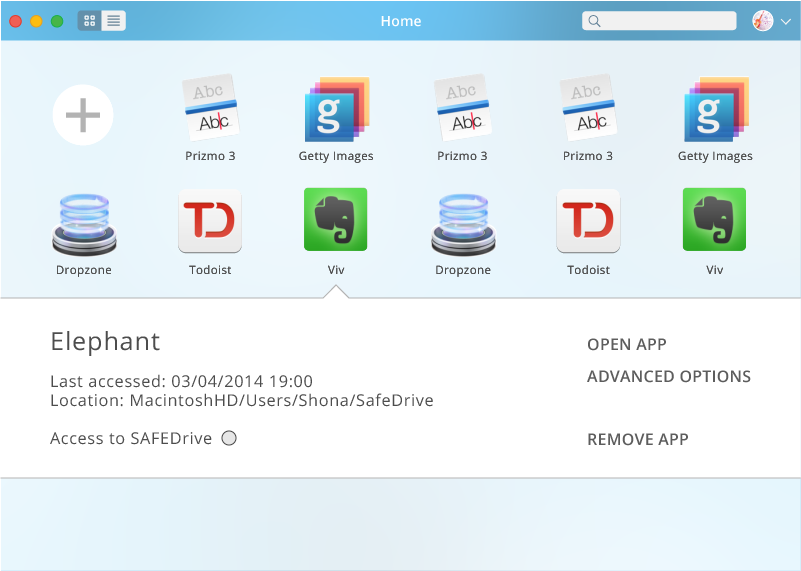 Home
Abc
Abc
g
Abc
Abc
Abc
Abc
g
Prizmo 3
Getty Images
Prizmo 3
Prizmo 3
Getty Images
TD
TD
Dropzone
Todoist
Viv
Dropzone
Todoist
Viv
Elephant
OPEN APP
ADVANCED OPTIONS
Last accessed: 03/04/2014 19:00
Location: MacintoshHD/Users/Shona/SafeDrive
Access to SAFEDrive
REMOVE APP